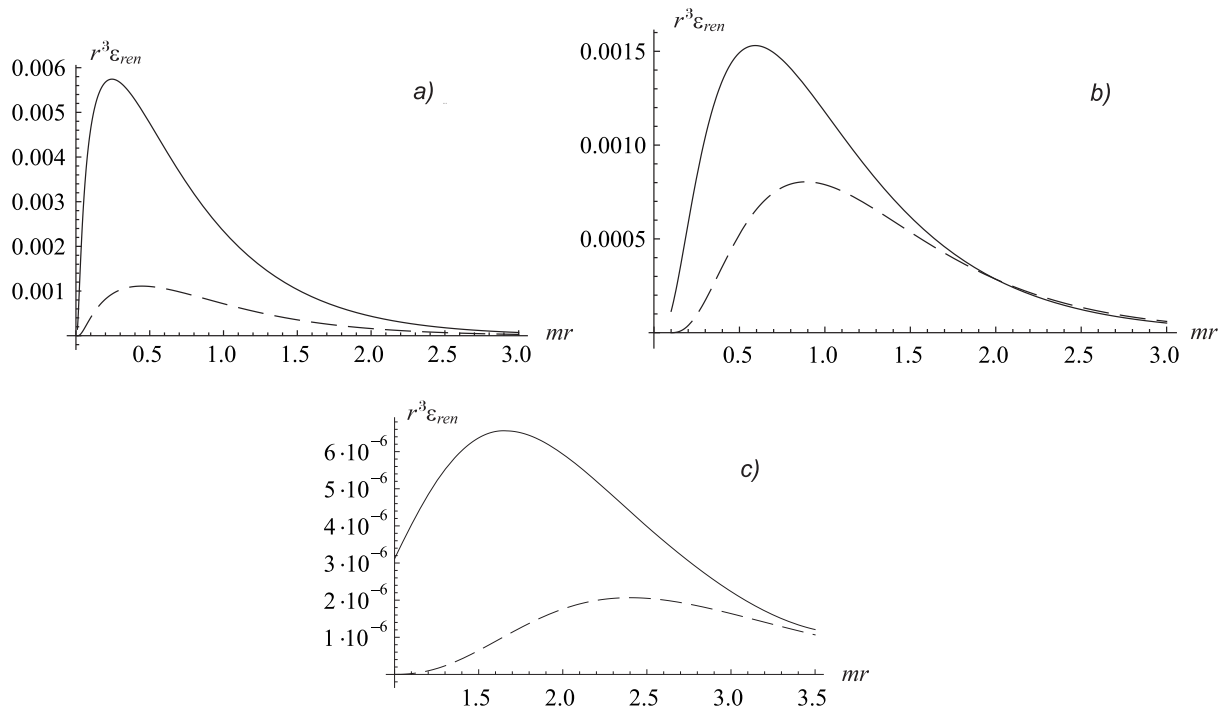 r³ε_ren
a)
0.006
0.005
0.004
0.003
0.002
0.001
0.5 1.0 1.5 2.0 2.5 3.0 mr
r³ε_ren
b)
0.0015
0.0010
0.0005
0.5 1.0 1.5 2.0 2.5 3.0 mr
r³ε_ren
c)
6·10⁻⁶
5·10⁻⁶
4·10⁻⁶
3·10⁻⁶
2·10⁻⁶
1·10⁻⁶
1.5 2.0 2.5 3.0 3.5 mr